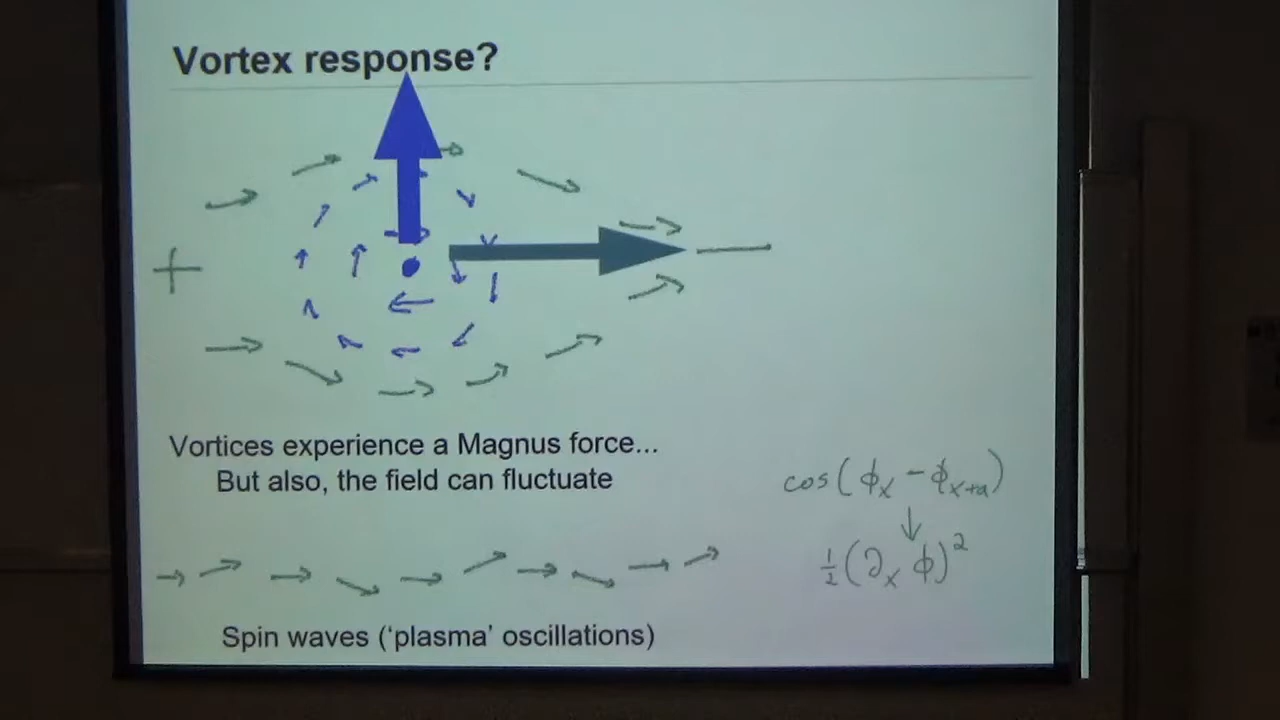 Vortex response?
+
—
Vortices experience a Magnus force...
But also, the field can fluctuate
cos(ϕₓ − ϕₓ₊ₐ)
↓
½(∂ₓ ϕ)²
Spin waves ('plasma' oscillations)